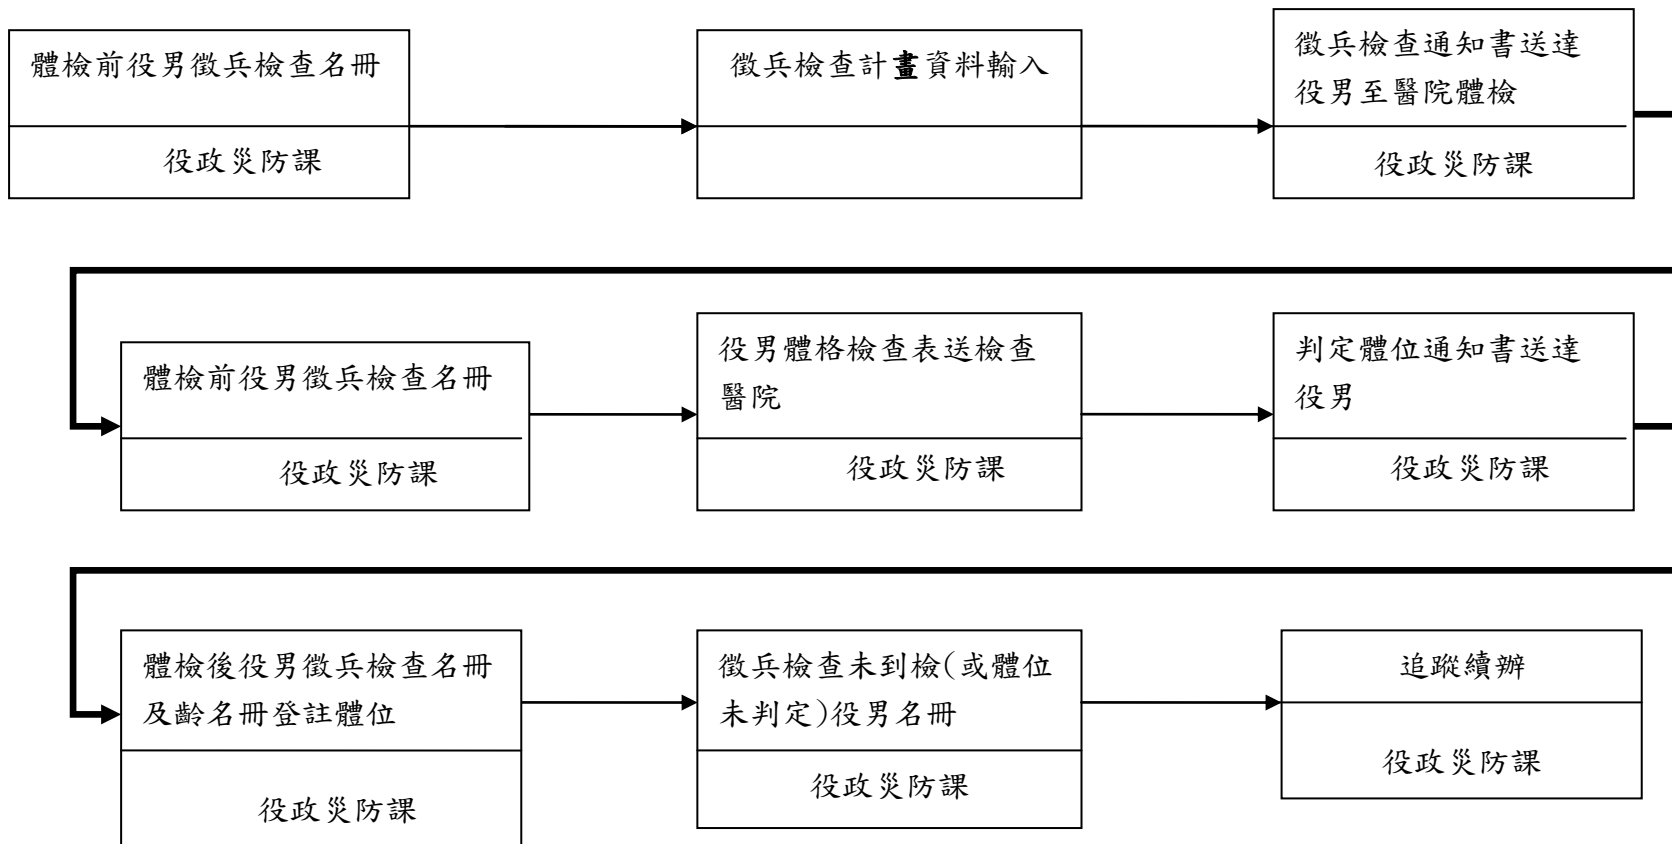 體檢前役男徵兵檢查名冊
役政災防課
徵兵檢查計畫資料輸入
徵兵檢查通知書送達
役男至醫院體檢
役政災防課
體檢前役男徵兵檢查名冊
役政災防課
役男體格檢查表送檢查
醫院
役政災防課
判定體位通知書送達
役男
役政災防課
體檢後役男徵兵檢查名冊
及齡名冊登註體位
役政災防課
徵兵檢查未到檢(或體位
未判定)役男名冊
役政災防課
追蹤續辦
役政災防課